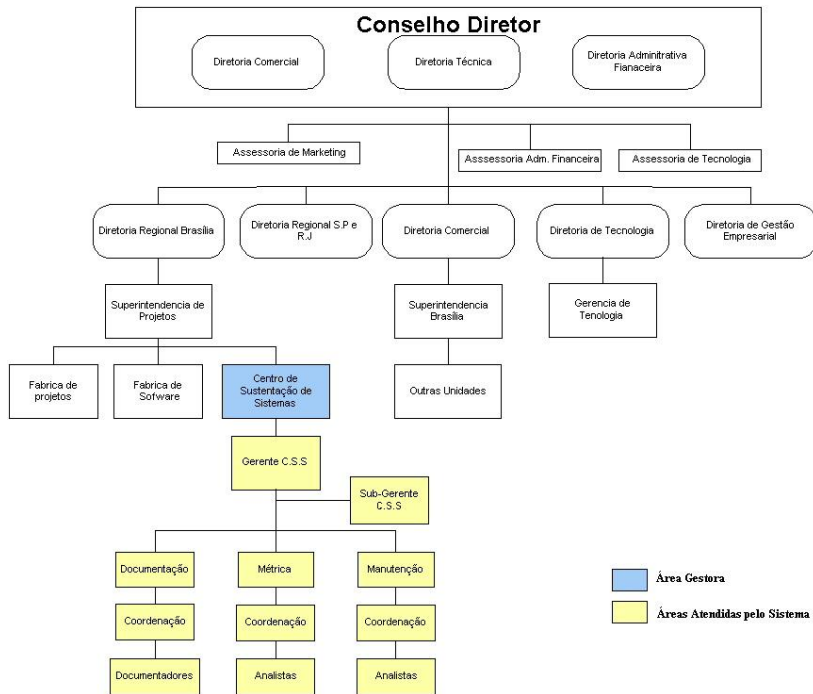 Conselho Diretor
Diretoria Comercial
Diretoria Técnica
Diretoria Adminitrativa
Fianaceira
Assessoria de Marketing
Asssessoria Adm. Financeira
Assessoria de Tecnologia
Diretoria Regional Brasília
Diretoria Regional S.P e
R.J
Diretoria Comercial
Diretoria de Tecnologia
Diretoria de Gestão
Empresarial
Superintendencia de
Projetos
Superintendencia
Brasília
Gerencia de
Tenologia
Fabrica de
projetos
Fabrica de
Sofware
Centro de
Sustentação de
Sistemas
Outras Unidades
Gerente C.S.S
Sub-Gerente
C.S.S
Documentação
Métrica
Manutenção
Coordenação
Coordenação
Coordenação
Documentadores
Analistas
Analistas
Área Gestora
Áreas Atendidas pelo Sistema